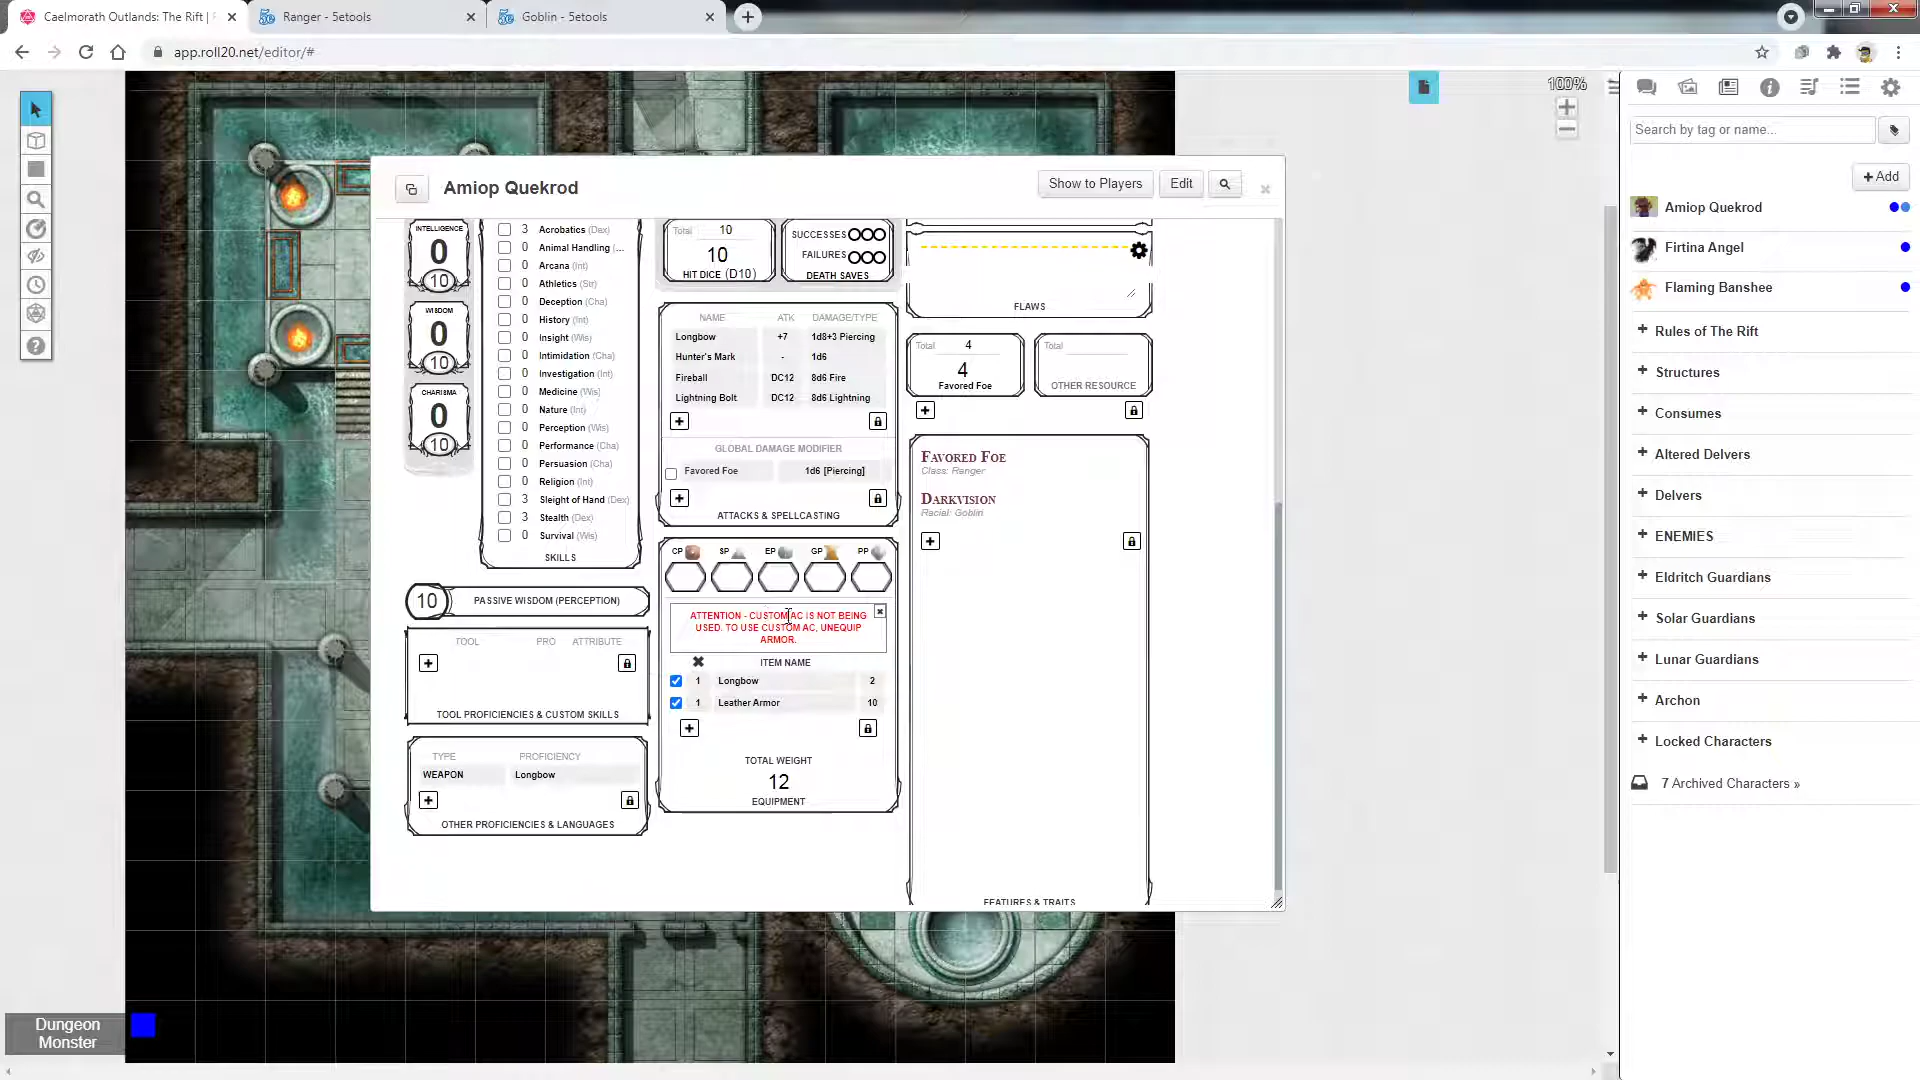 Caelmorath Outlands: The Rift |
Ranger - 5etools
Goblin - 5etools
app.roll20.net/editor/#
100%
Search by tag or name...
+ Add
Amiop Quekrod
Firtina Angel
Flaming Banshee
+ Rules of The Rift
+ Structures
+ Consumes
+ Altered Delvers
+ Delvers
+ ENEMIES
+ Eldritch Guardians
+ Solar Guardians
+ Lunar Guardians
+ Archon
+ Locked Characters
7 Archived Characters »
Amiop Quekrod
Show to Players
Edit
INTELLIGENCE
0
10
WISDOM
0
10
CHARISMA
0
10
3 Acrobatics (Dex)
0 Animal Handling (...
0 Arcana (Int)
0 Athletics (Str)
0 Deception (Cha)
0 History (Int)
0 Insight (Wis)
0 Intimidation (Cha)
0 Investigation (Int)
0 Medicine (Wis)
0 Nature (Int)
0 Perception (Wis)
0 Performance (Cha)
0 Persuasion (Cha)
0 Religion (Int)
3 Sleight of Hand (Dex)
3 Stealth (Dex)
0 Survival (Wis)
SKILLS
10 PASSIVE WISDOM (PERCEPTION)
TOOL PRO ATTRIBUTE
TOOL PROFICIENCIES & CUSTOM SKILLS
TYPE PROFICIENCY
WEAPON Longbow
OTHER PROFICIENCIES & LANGUAGES
Total 10
10
HIT DICE (D10)
SUCCESSES
FAILURES
DEATH SAVES
NAME ATK DAMAGE/TYPE
Longbow +7 1d8+3 Piercing
Hunter's Mark - 1d6
Fireball DC12 8d6 Fire
Lightning Bolt DC12 8d6 Lightning
GLOBAL DAMAGE MODIFIER
Favored Foe 1d6 [Piercing]
ATTACKS & SPELLCASTING
CP SP EP GP PP
ATTENTION - CUSTOM AC IS NOT BEING
USED. TO USE CUSTOM AC, UNEQUIP
ARMOR.
ITEM NAME
1 Longbow 2
1 Leather Armor 10
TOTAL WEIGHT
12
EQUIPMENT
FLAWS
Total 4
4
Favored Foe
Total
OTHER RESOURCE
FAVORED FOE
Class: Ranger
DARKVISION
Racial: Goblin
FEATURES & TRAITS
Dungeon
Monster